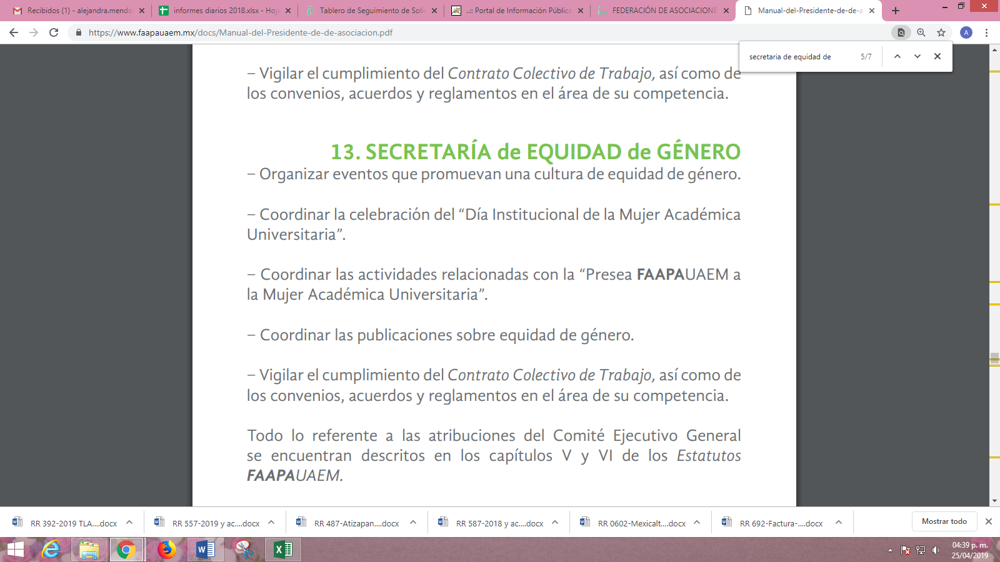 Recibidos (1) - alejandra.mendo
informes diarios 2018.xlsx - Hoja
Tablero de Seguimiento de Solic
..:: Portal de Información Pública
FEDERACIÓN DE ASOCIACIONE
Manual-del-Presidente-de-de-a
https://www.faapauaem.mx/docs/Manual-del-Presidente-de-de-asociacion.pdf
A
secretaria de equidad de 5/7
– Vigilar el cumplimiento del Contrato Colectivo de Trabajo, así como de
los convenios, acuerdos y reglamentos en el área de su competencia.
13. SECRETARÍA de EQUIDAD de GÉNERO
– Organizar eventos que promuevan una cultura de equidad de género.
– Coordinar la celebración del “Día Institucional de la Mujer Académica
Universitaria”.
– Coordinar las actividades relacionadas con la “Presea FAAPAUAEM a
la Mujer Académica Universitaria”.
– Coordinar las publicaciones sobre equidad de género.
– Vigilar el cumplimiento del Contrato Colectivo de Trabajo, así como de
los convenios, acuerdos y reglamentos en el área de su competencia.
Todo lo referente a las atribuciones del Comité Ejecutivo General
se encuentran descritos en los capítulos V y VI de los Estatutos
FAAPAUAEM.
RR 392-2019 TLA....docx
RR 557-2019 y ac....docx
RR 487-Atizapan....docx
RR 587-2018 y ac....docx
RR 0602-Mexicalt....docx
RR 692-Factura-....docx
Mostrar todo
04:39 p. m.
25/04/2019